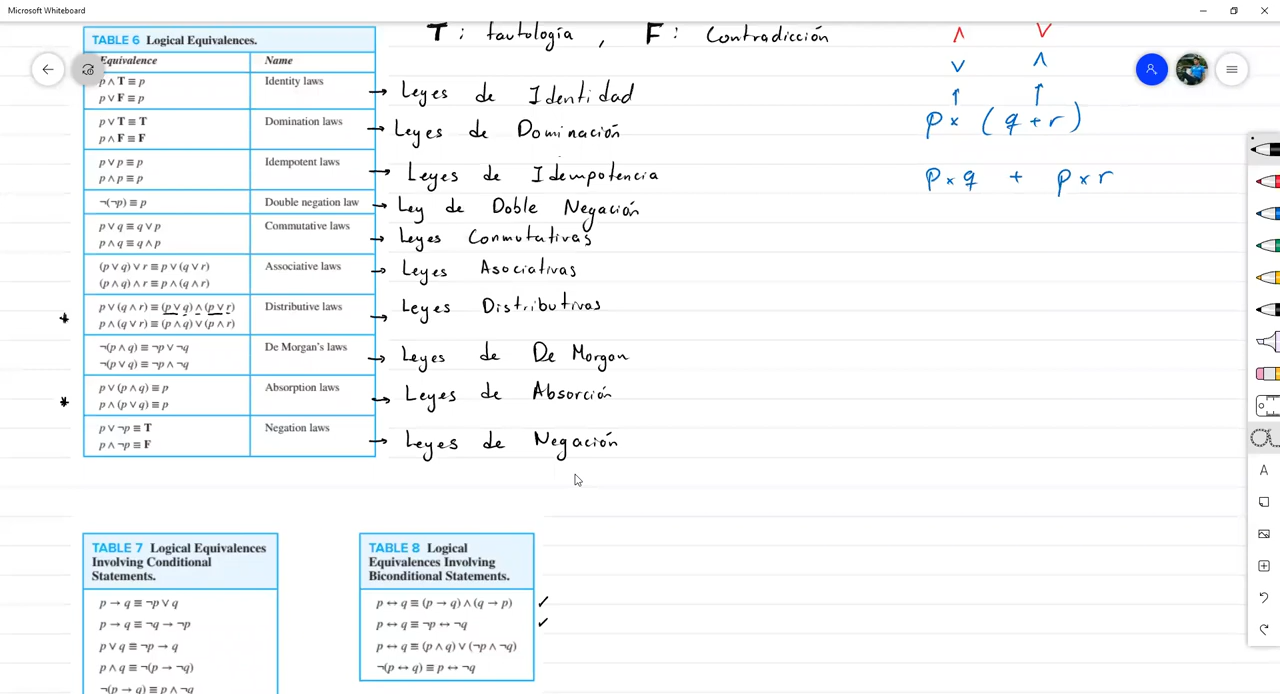 Microsoft Whiteboard
T : tautología , F : Contradicción
∧ ∨
∨ ∧
↑ ↑
p × ( q + r )
p × q + p × r
TABLE 6 Logical Equivalences.
Equivalence Name
p ∧ T ≡ p Identity laws
p ∨ F ≡ p
→ Leyes de Identidad
p ∨ T ≡ T Domination laws
p ∧ F ≡ F
→ Leyes de Dominación
p ∨ p ≡ p Idempotent laws
p ∧ p ≡ p
→ Leyes de Idempotencia
¬(¬p) ≡ p Double negation law
→ Ley de Doble Negación
p ∨ q ≡ q ∨ p Commutative laws
p ∧ q ≡ q ∧ p
→ Leyes Conmutativas
(p ∨ q) ∨ r ≡ p ∨ (q ∨ r) Associative laws
(p ∧ q) ∧ r ≡ p ∧ (q ∧ r)
→ Leyes Asociativas
p ∨ (q ∧ r) ≡ (p ∨ q) ∧ (p ∨ r) Distributive laws
p ∧ (q ∨ r) ≡ (p ∧ q) ∨ (p ∧ r)
→ Leyes Distributivas
¬(p ∧ q) ≡ ¬p ∨ ¬q De Morgan's laws
¬(p ∨ q) ≡ ¬p ∧ ¬q
→ Leyes de De Morgan
p ∨ (p ∧ q) ≡ p Absorption laws
p ∧ (p ∨ q) ≡ p
→ Leyes de Absorción
p ∨ ¬p ≡ T Negation laws
p ∧ ¬p ≡ F
→ Leyes de Negación
TABLE 7 Logical Equivalences
Involving Conditional
Statements.
p → q ≡ ¬p ∨ q
p → q ≡ ¬q → ¬p
p ∨ q ≡ ¬p → q
p ∧ q ≡ ¬(p → ¬q)
¬(p → q) ≡ p ∧ ¬q
TABLE 8 Logical
Equivalences Involving
Biconditional Statements.
p ↔ q ≡ (p → q) ∧ (q → p) ✓
p ↔ q ≡ ¬p ↔ ¬q ✓
p ↔ q ≡ (p ∧ q) ∨ (¬p ∧ ¬q)
¬(p ↔ q) ≡ p ↔ ¬q
A